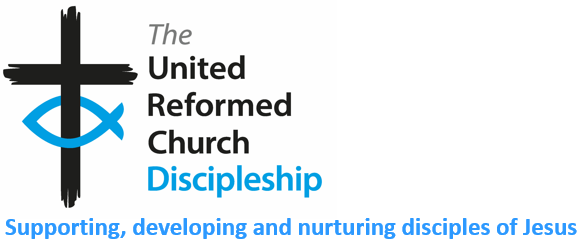 The
United
Reformed
Church
Discipleship
Supporting, developing and nurturing disciples of Jesus